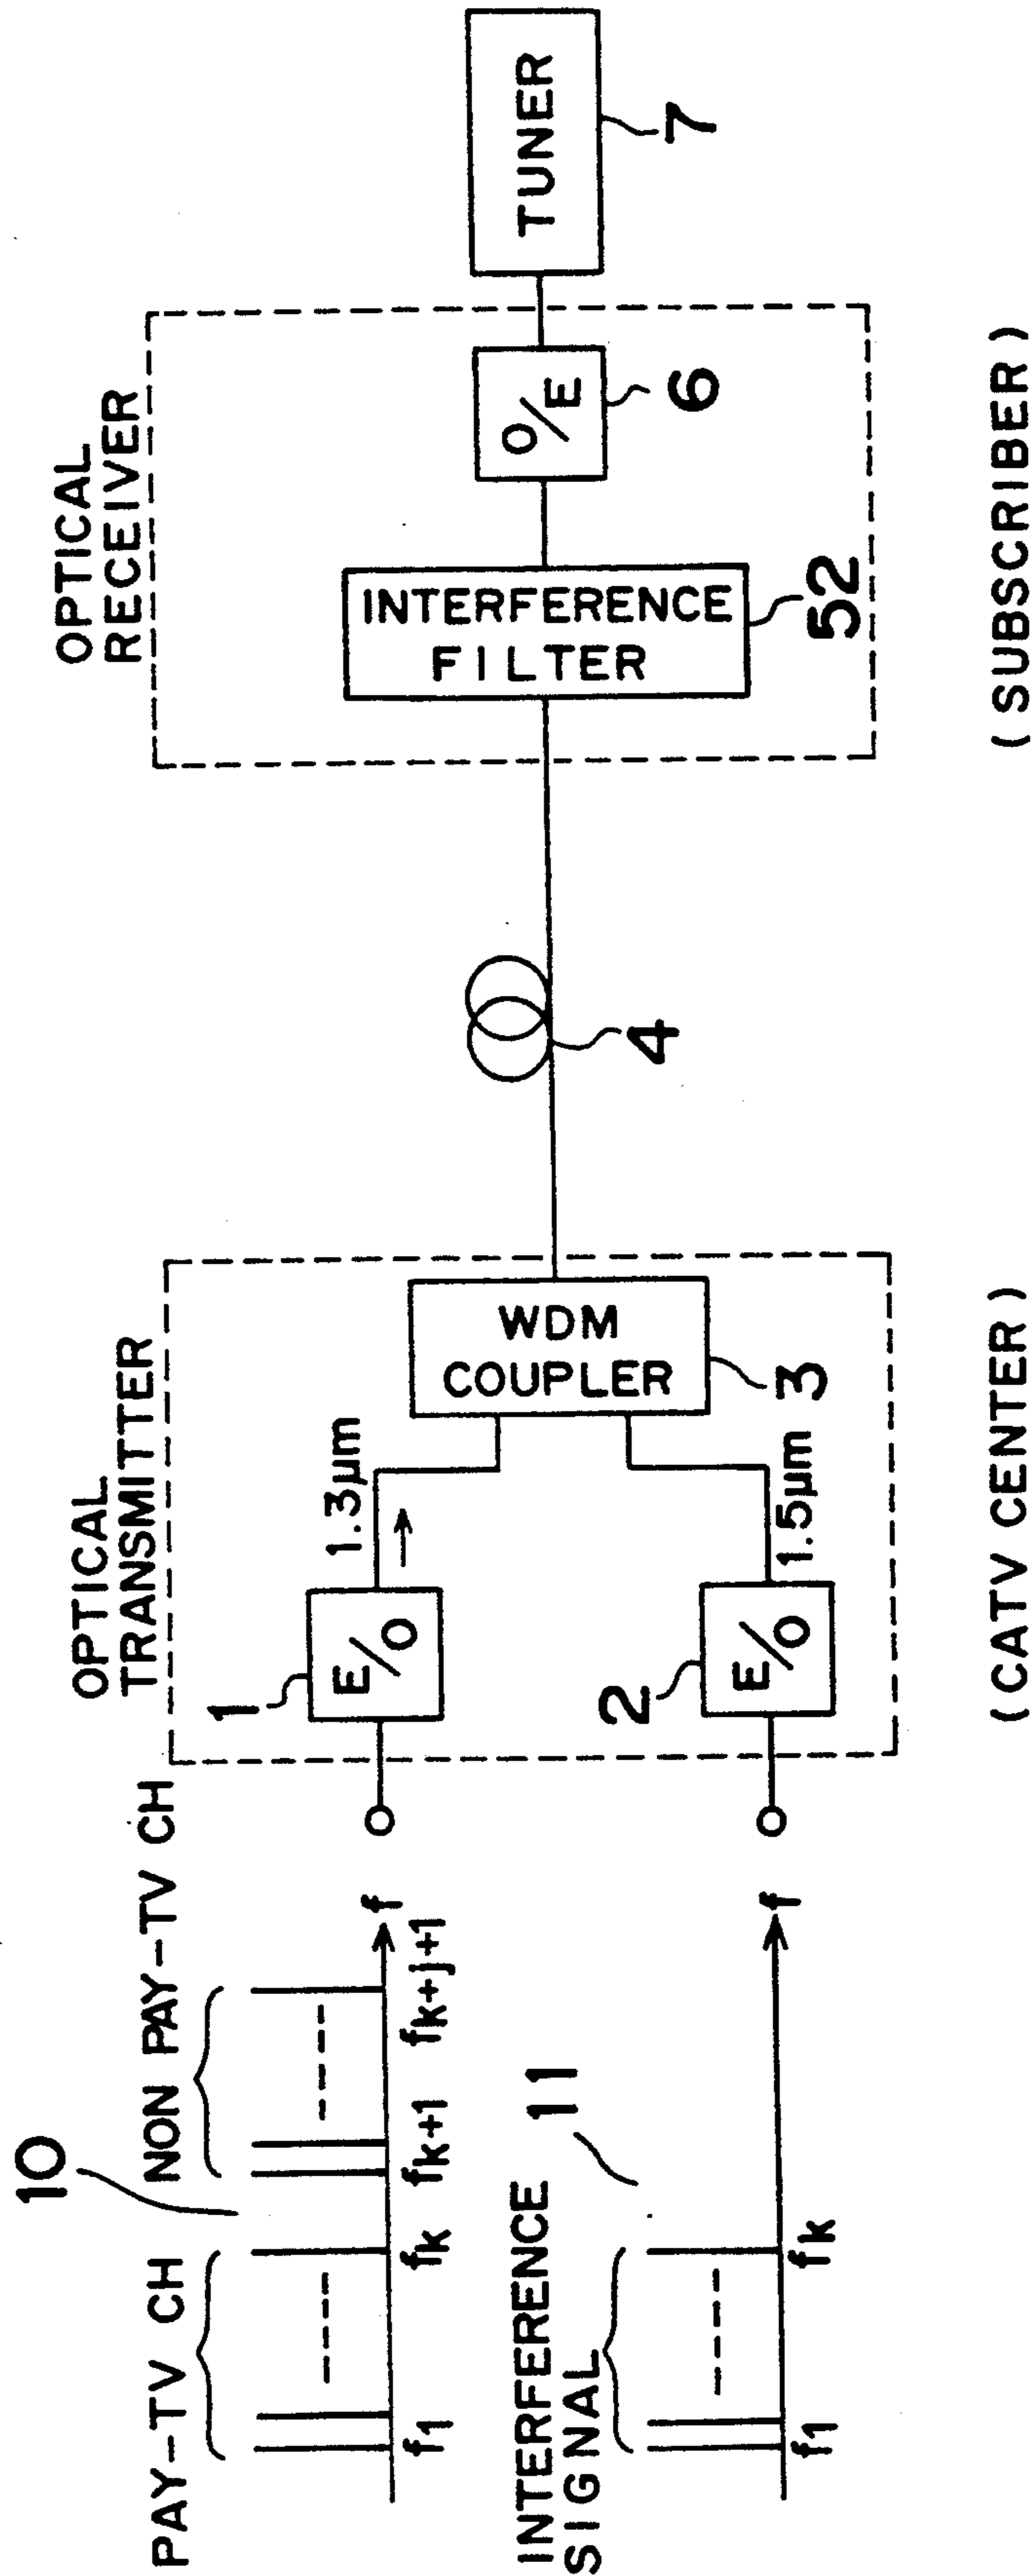 10
PAY-TV CH
NON PAY-TV CH
f1
fk
fk+1
fk+j+1
f
INTERFERENCE
SIGNAL
11
f1
fk
f
OPTICAL
TRANSMITTER
1
E/O
1.3μm
2
E/O
1.5μm
WDM
COUPLER
3
(CATV CENTER)
4
OPTICAL
RECEIVER
INTERFERENCE
FILTER
52
O/E
6
(SUBSCRIBER)
TUNER
7